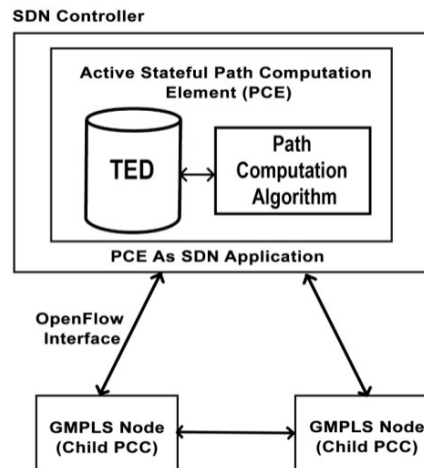 SDN Controller
Active Stateful Path Computation
Element (PCE)
TED
Path
Computation
Algorithm
PCE As SDN Application
OpenFlow
Interface
GMPLS Node
(Child PCC)
GMPLS Node
(Child PCC)